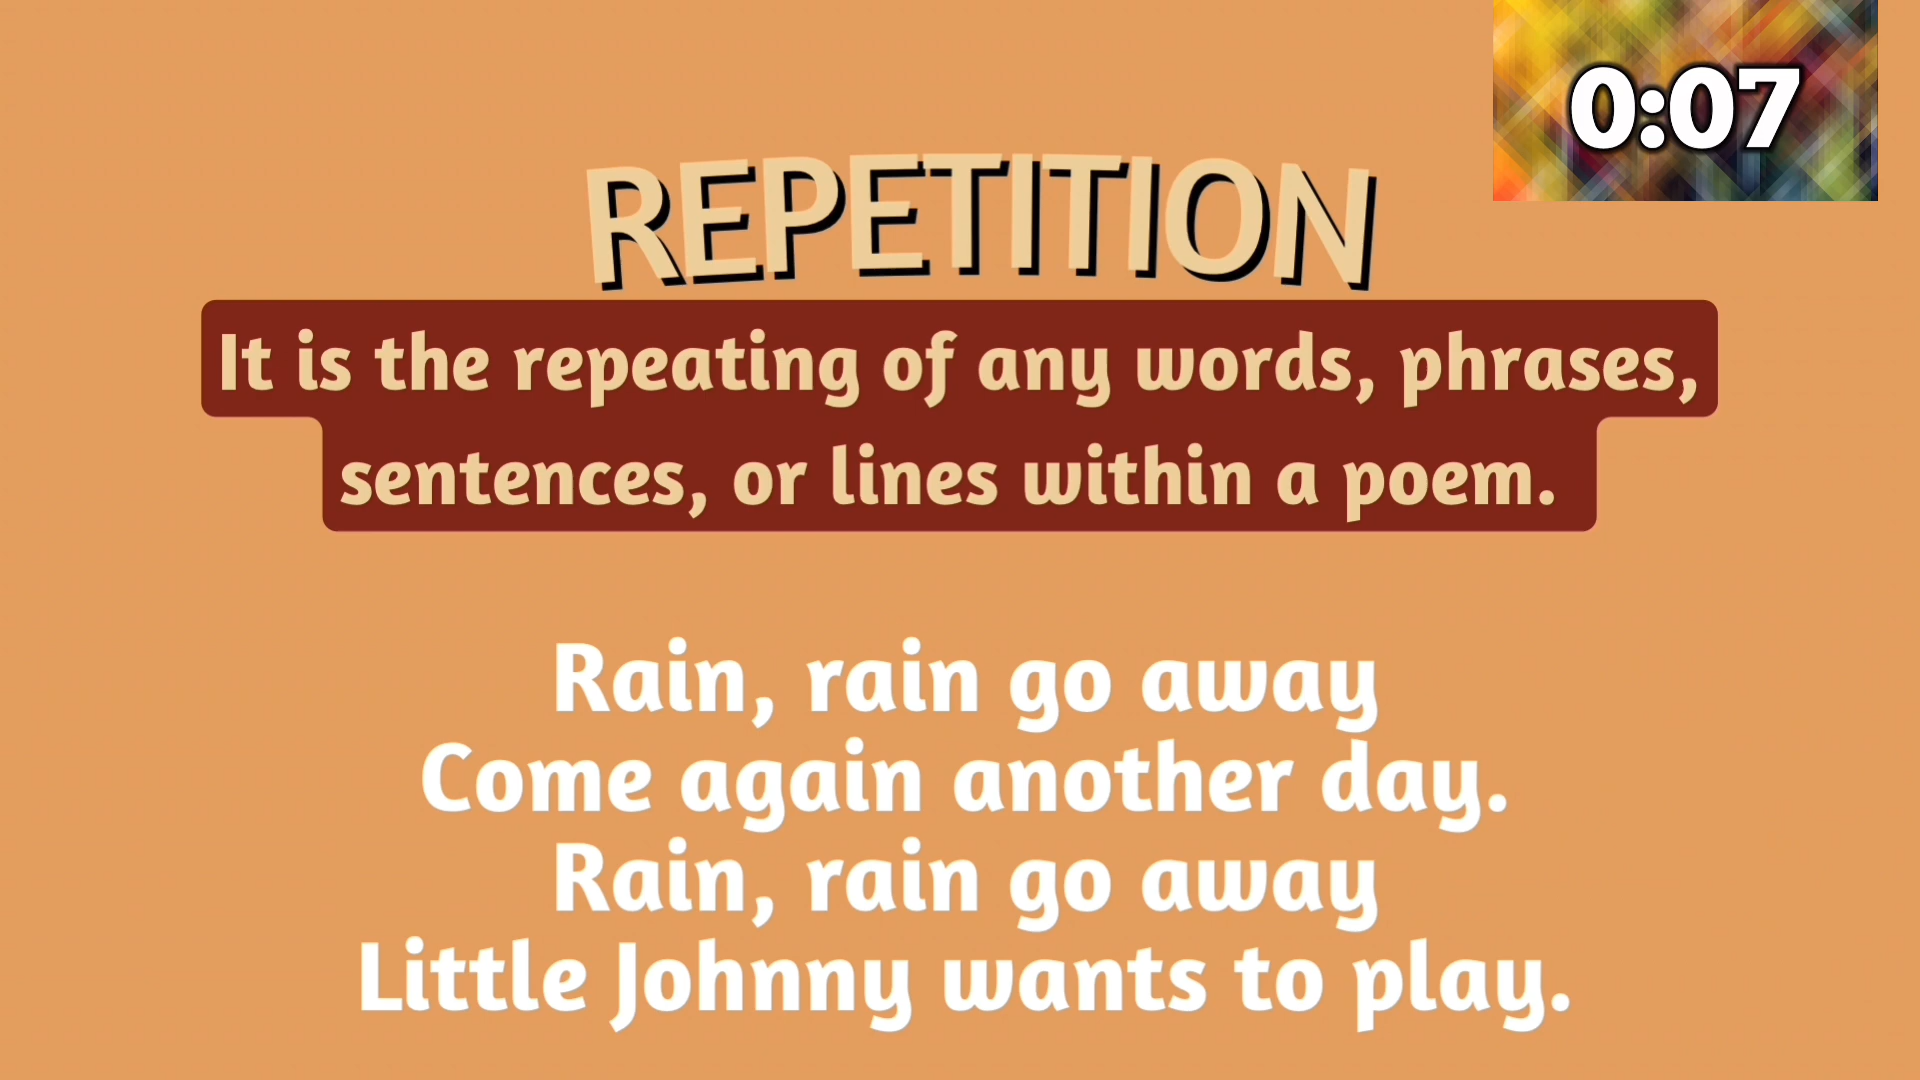 0:07
REPETITION
It is the repeating of any words, phrases,
sentences, or lines within a poem.
Rain, rain go away
Come again another day.
Rain, rain go away
Little Johnny wants to play.